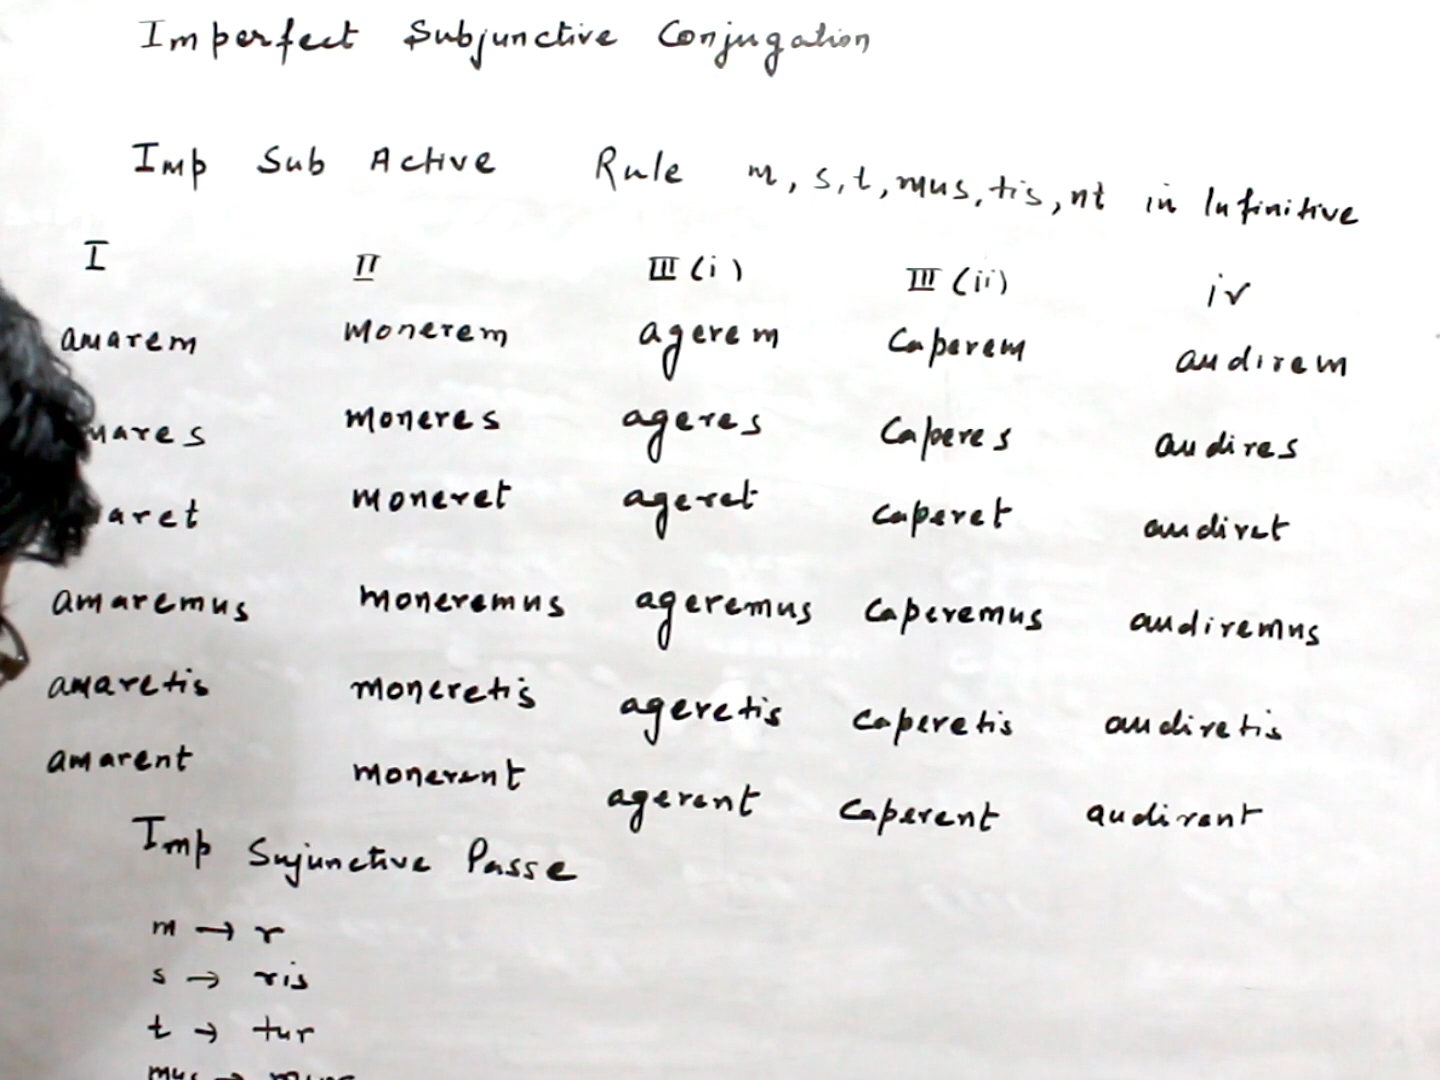 Imperfect Subjunctive Conjugation
Imp Sub Active Rule m, s, t, mus, tis, nt in Infinitive
I II III (i) III (ii) iv
amarem monerem agerem Caperem audirem
mares moneres ageres Caperes audires
aret moneret ageret caperet audiret
amaremus moneremus ageremus caperemus audiremus
amaretis moneretis ageretis caperetis audiretis
amarent monerent agerent caperent audirent
Imp Sujunctive Passe
m → r
s → ris
t → tur
mus →